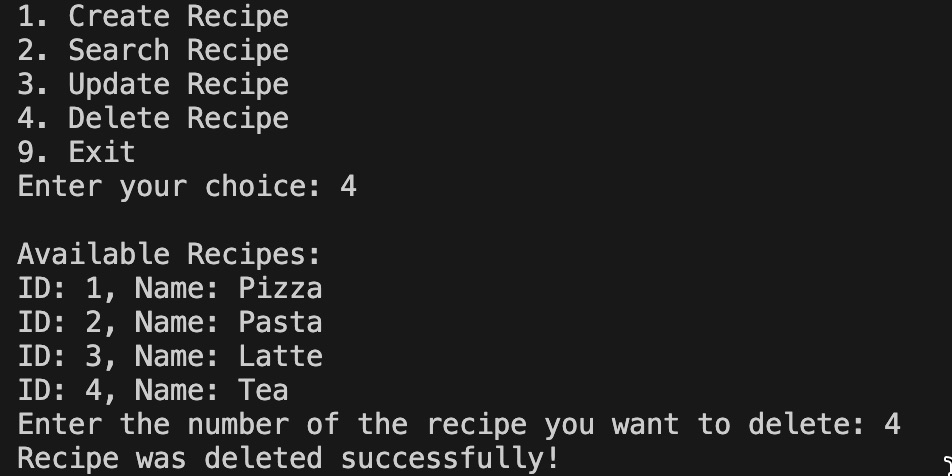 1. Create Recipe
2. Search Recipe
3. Update Recipe
4. Delete Recipe
9. Exit
Enter your choice: 4
Available Recipes:
ID: 1, Name: Pizza
ID: 2, Name: Pasta
ID: 3, Name: Latte
ID: 4, Name: Tea
Enter the number of the recipe you want to delete: 4
Recipe was deleted successfully!